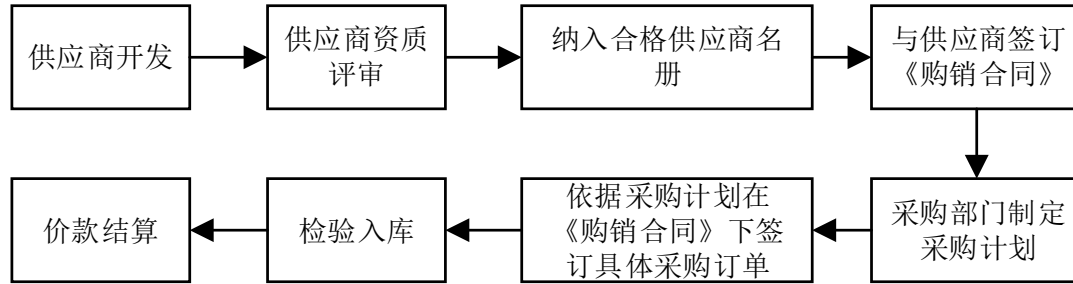 供应商开发
供应商资质
评审
纳入合格供应商名
册
与供应商签订
《购销合同》
采购部门制定
采购计划
依据采购计划在
《购销合同》下签
订具体采购订单
检验入库
价款结算